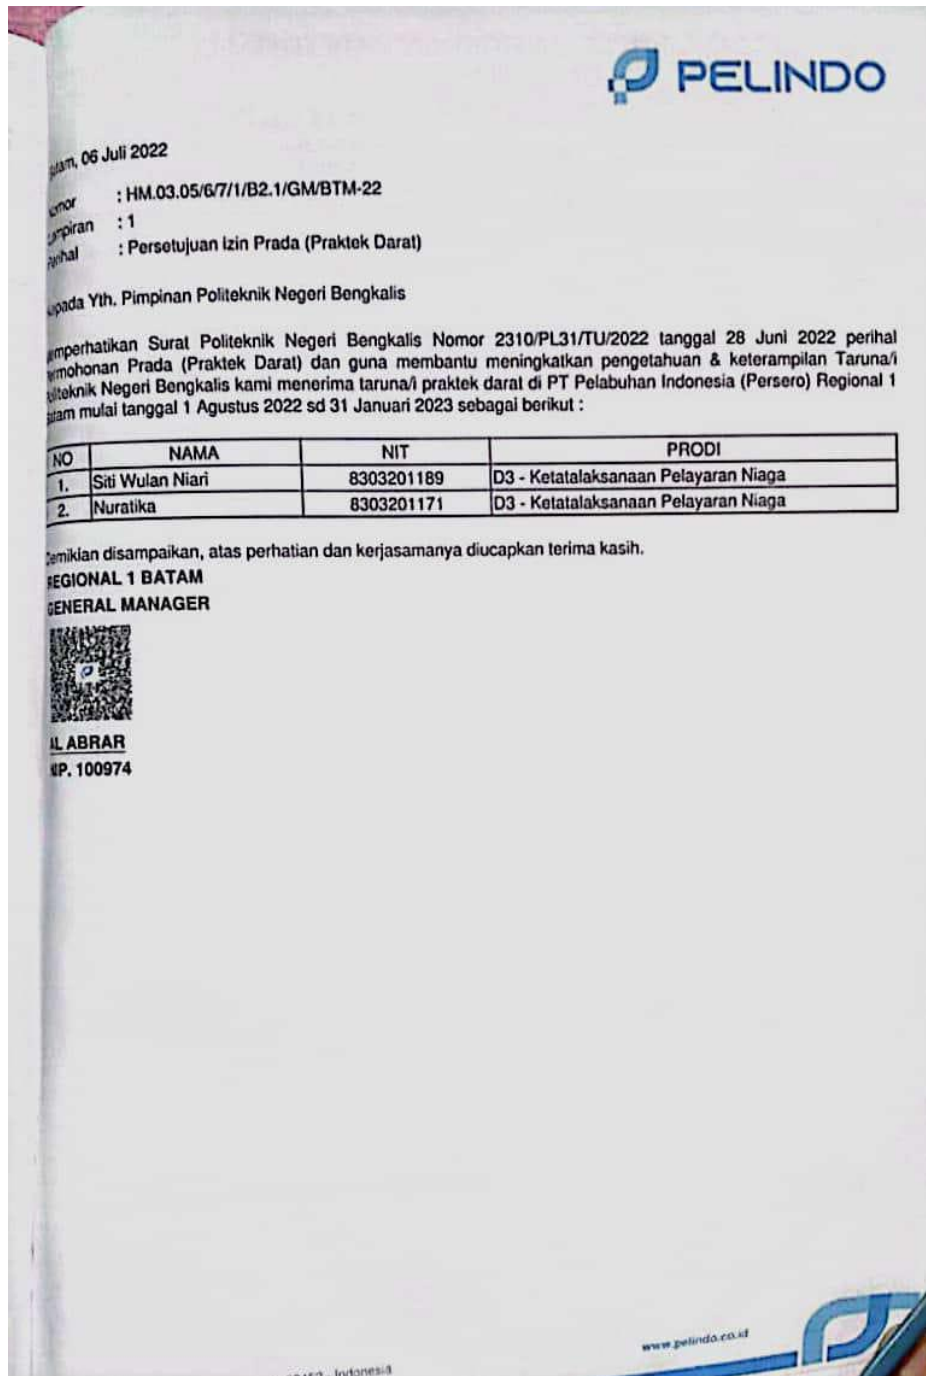 PELINDO
06 Juli 2022
: HM.03.05/6/7/1/B2.1/GM/BTM-22
: 1
: Persetujuan Izin Prada (Praktek Darat)
Yth. Pimpinan Politeknik Negeri Bengkalis
Surat Politeknik Negeri Bengkalis Nomor 2310/PL31/TU/2022 tanggal 28 Juni 2022 perihal
Prada (Praktek Darat) dan guna membantu meningkatkan pengetahuan & keterampilan Taruna/i
Negeri Bengkalis kami menerima taruna/i praktek darat di PT Pelabuhan Indonesia (Persero) Regional 1
mulai tanggal 1 Agustus 2022 sd 31 Januari 2023 sebagai berikut :
NO NAMA NIT PRODI
1. Siti Wulan Niari 8303201189 D3 - Ketatalaksanaan Pelayaran Niaga
2. Nuratika 8303201171 D3 - Ketatalaksanaan Pelayaran Niaga
disampaikan, atas perhatian dan kerjasamanya diucapkan terima kasih.
REGIONAL 1 BATAM
GENERAL MANAGER
ABRAR
100974
www.pelindo.co.id
Indonesia